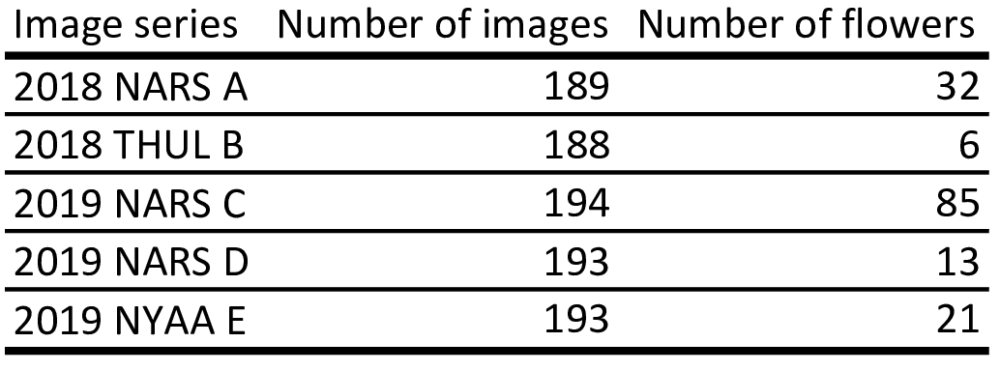 Image series Number of images Number of flowers
2018 NARS A 189 32
2018 THUL B 188 6
2019 NARS C 194 85
2019 NARS D 193 13
2019 NYAA E 193 21